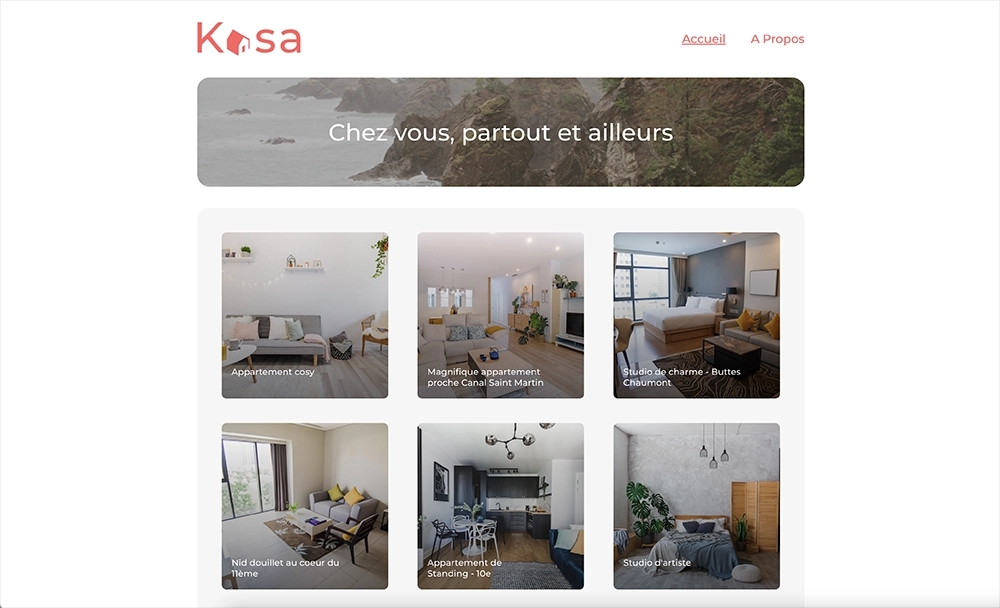 Kasa
Accueil
A Propos
Chez vous, partout et ailleurs
Appartement cosy
Magnifique appartement
proche Canal Saint Martin
Studio de charme - Buttes
Chaumont
Nid douillet au coeur du
11ème
Appartement de
Standing - 10e
Studio d'artiste